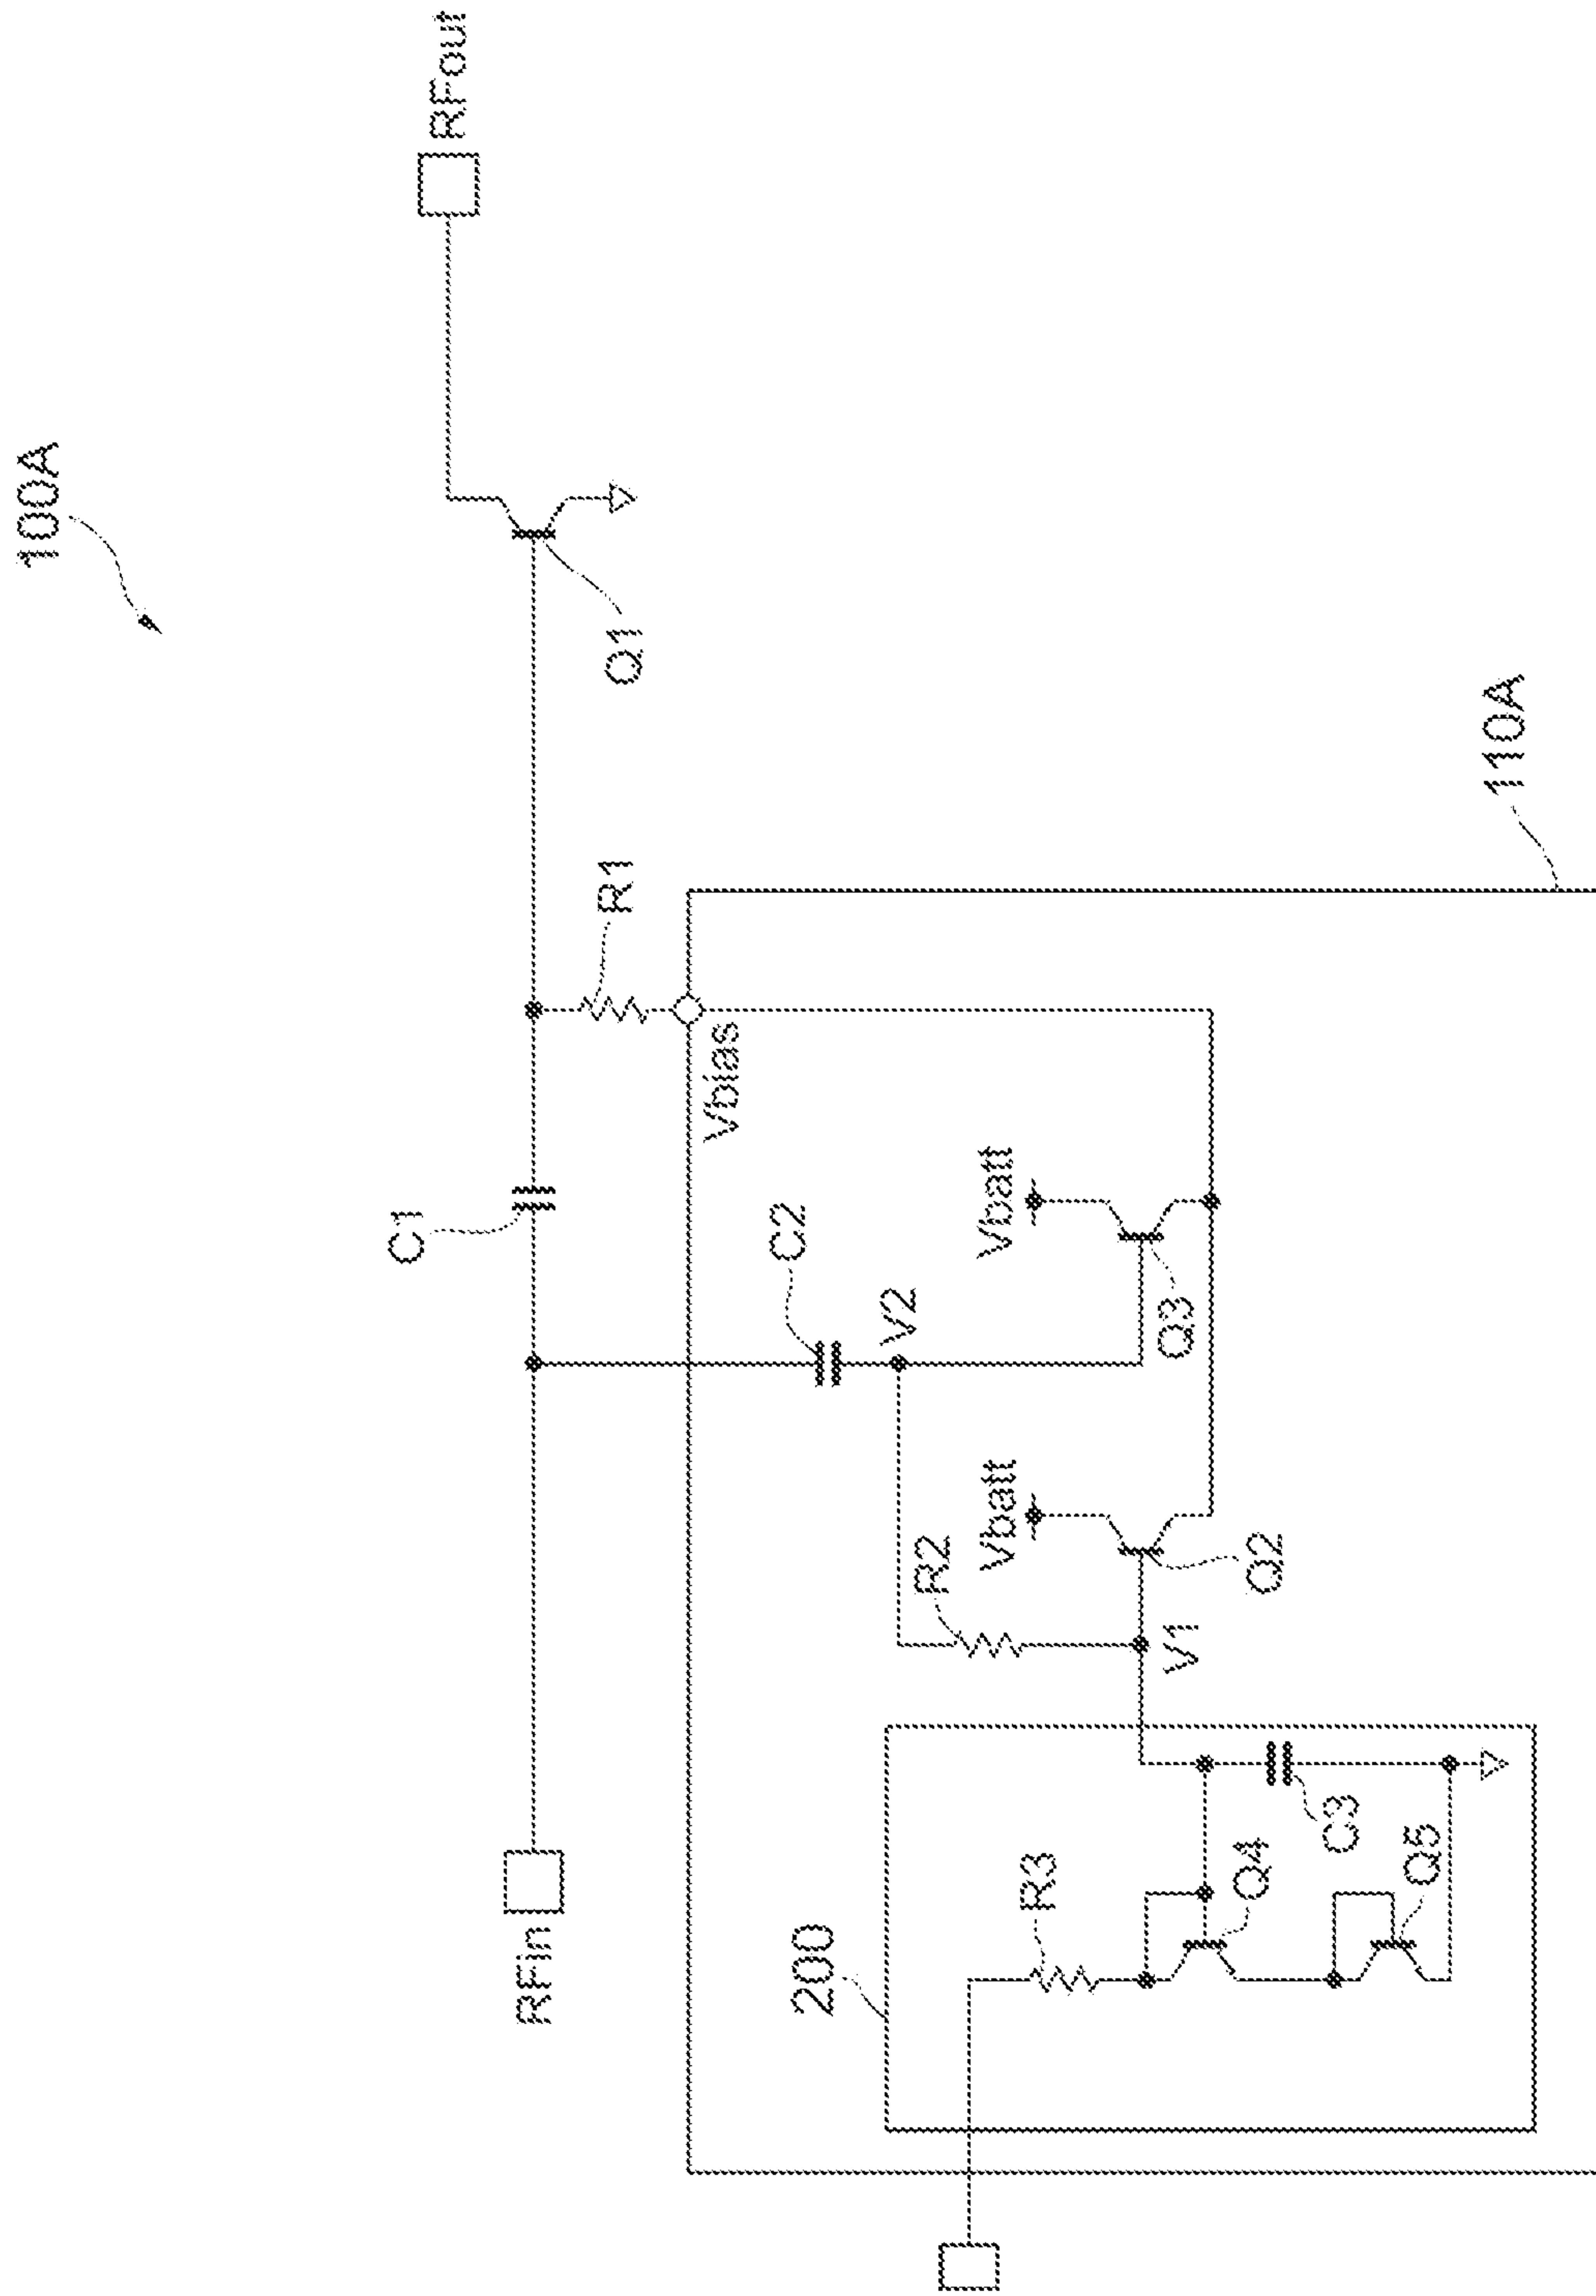 100A
RFout
C1
RFin
Q1
R1
Vbias
C2
V2
Vbatt
Vbatt
R2
Q3
Q2
V1
200
R3
Q4
C3
Q5
110A